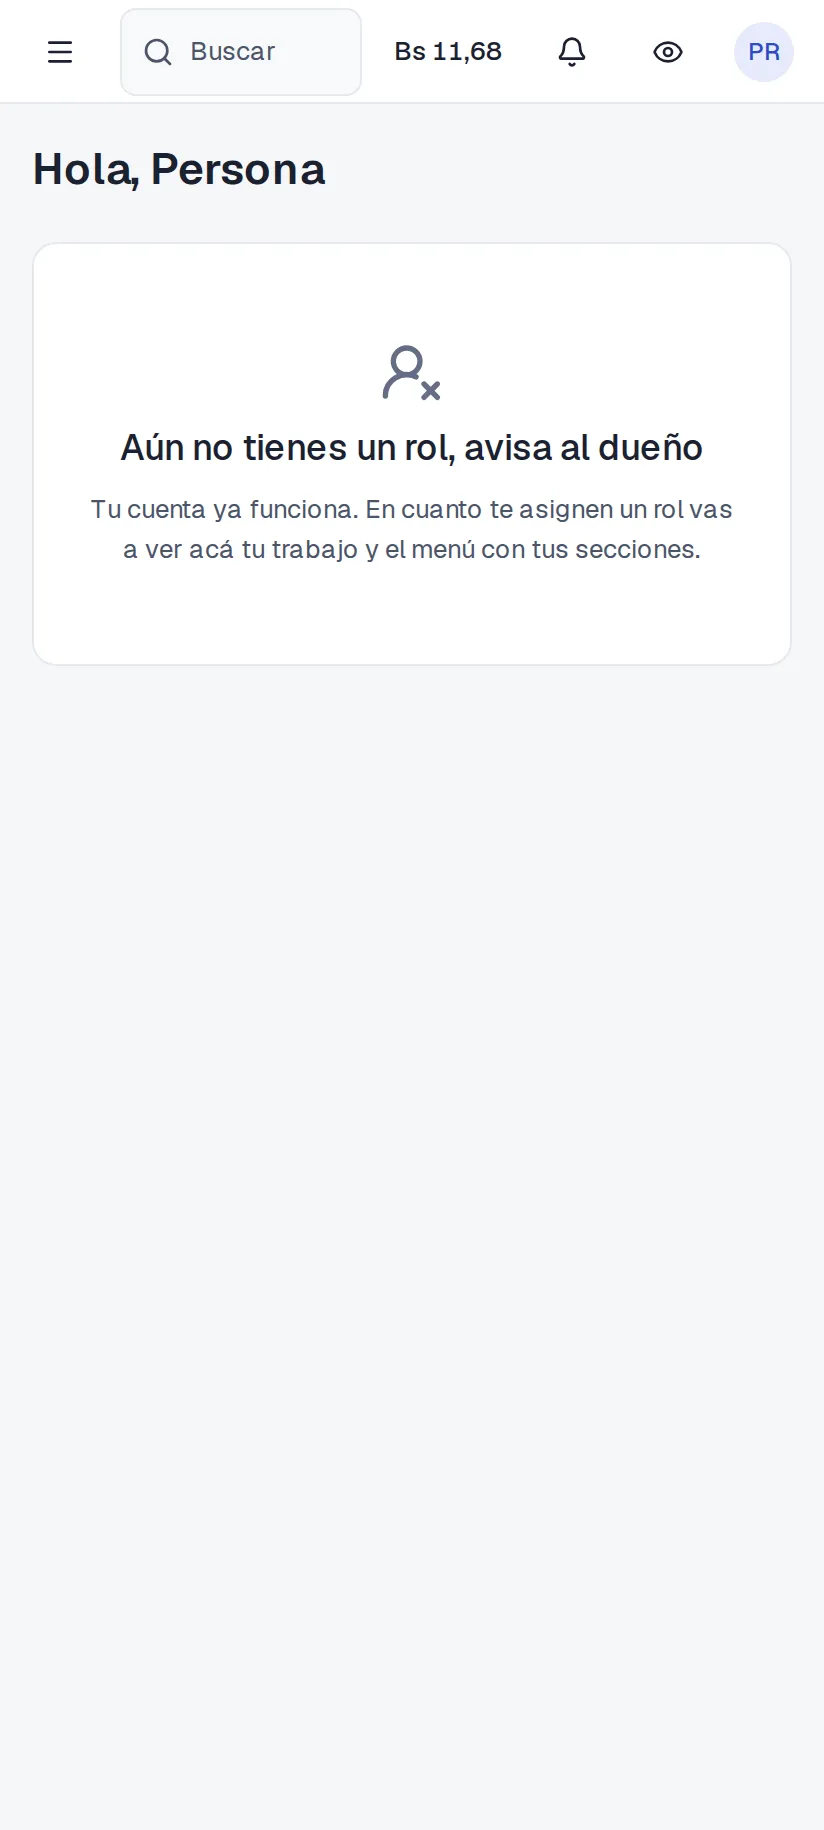 Buscar
Bs 11,68
PR
Hola, Persona
Aún no tienes un rol, avisa al dueño
Tu cuenta ya funciona. En cuanto te asignen un rol vas
a ver acá tu trabajo y el menú con tus secciones.